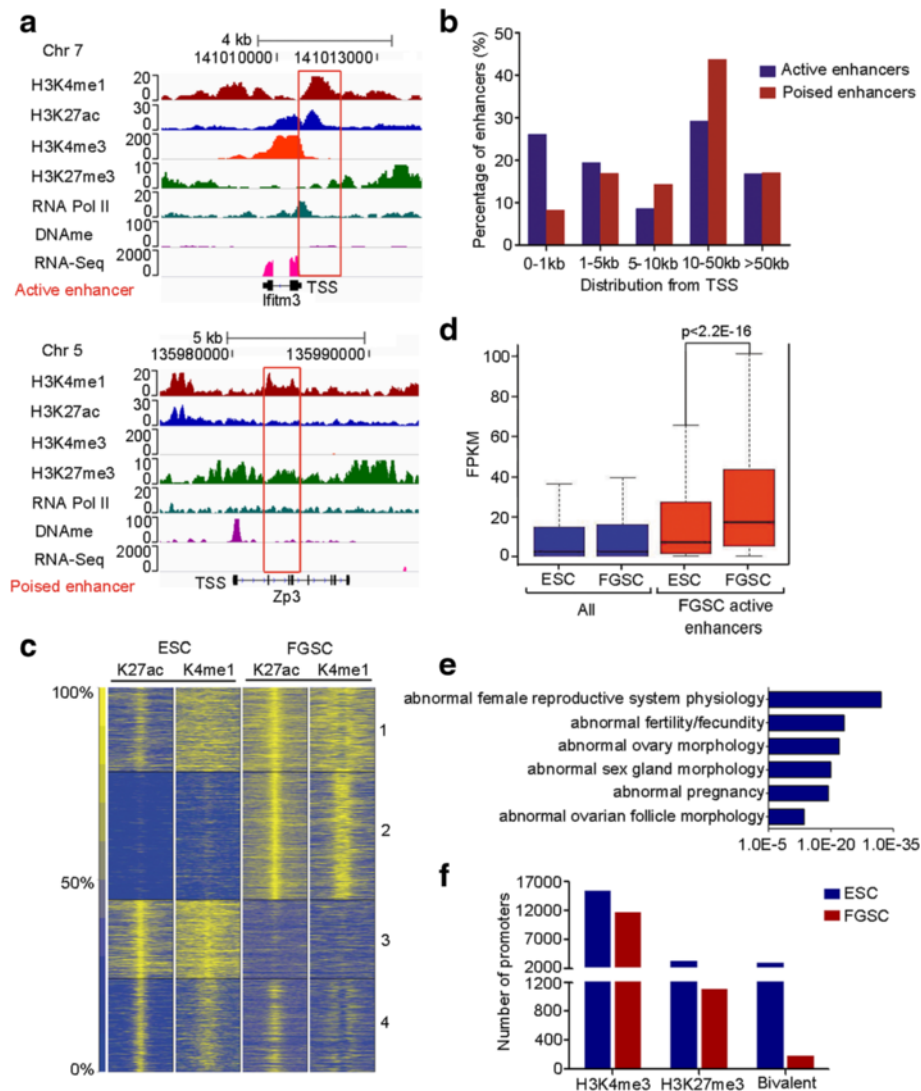 a
4 kb
Chr 7
141010000
141013000
H3K4me1
20
0
H3K27ac
30
0
H3K4me3
200
0
H3K27me3
10
0
RNA Pol II
20
0
DNAme
100
0
RNA-Seq
2000
0
Active enhancer
Ifitm3
TSS
5 kb
Chr 5
135980000
135990000
H3K4me1
20
0
H3K27ac
30
0
H3K4me3
200
0
H3K27me3
10
0
RNA Pol II
20
0
DNAme
100
0
RNA-Seq
2000
0
Poised enhancer
TSS
Zp3
b
Percentage of enhancers (%)
50
40
30
20
10
0
Active enhancers
Poised enhancers
0-1kb 1-5kb 5-10kb 10-50kb >50kb
Distribution from TSS
d
p<2.2E-16
FPKM
100
80
60
40
20
0
ESC FGSC ESC FGSC
All
FGSC active
enhancers
c
ESC FGSC
K27ac K4me1 K27ac K4me1
100%
50%
0%
1
2
3
4
e
abnormal female reproductive system physiology
abnormal fertility/fecundity
abnormal ovary morphology
abnormal sex gland morphology
abnormal pregnancy
abnormal ovarian follicle morphology
1.0E-5 1.0E-20 1.0E-35
f
Number of promoters
17000
12000
7000
2000
1200
800
400
0
ESC
FGSC
H3K4me3 H3K27me3 Bivalent